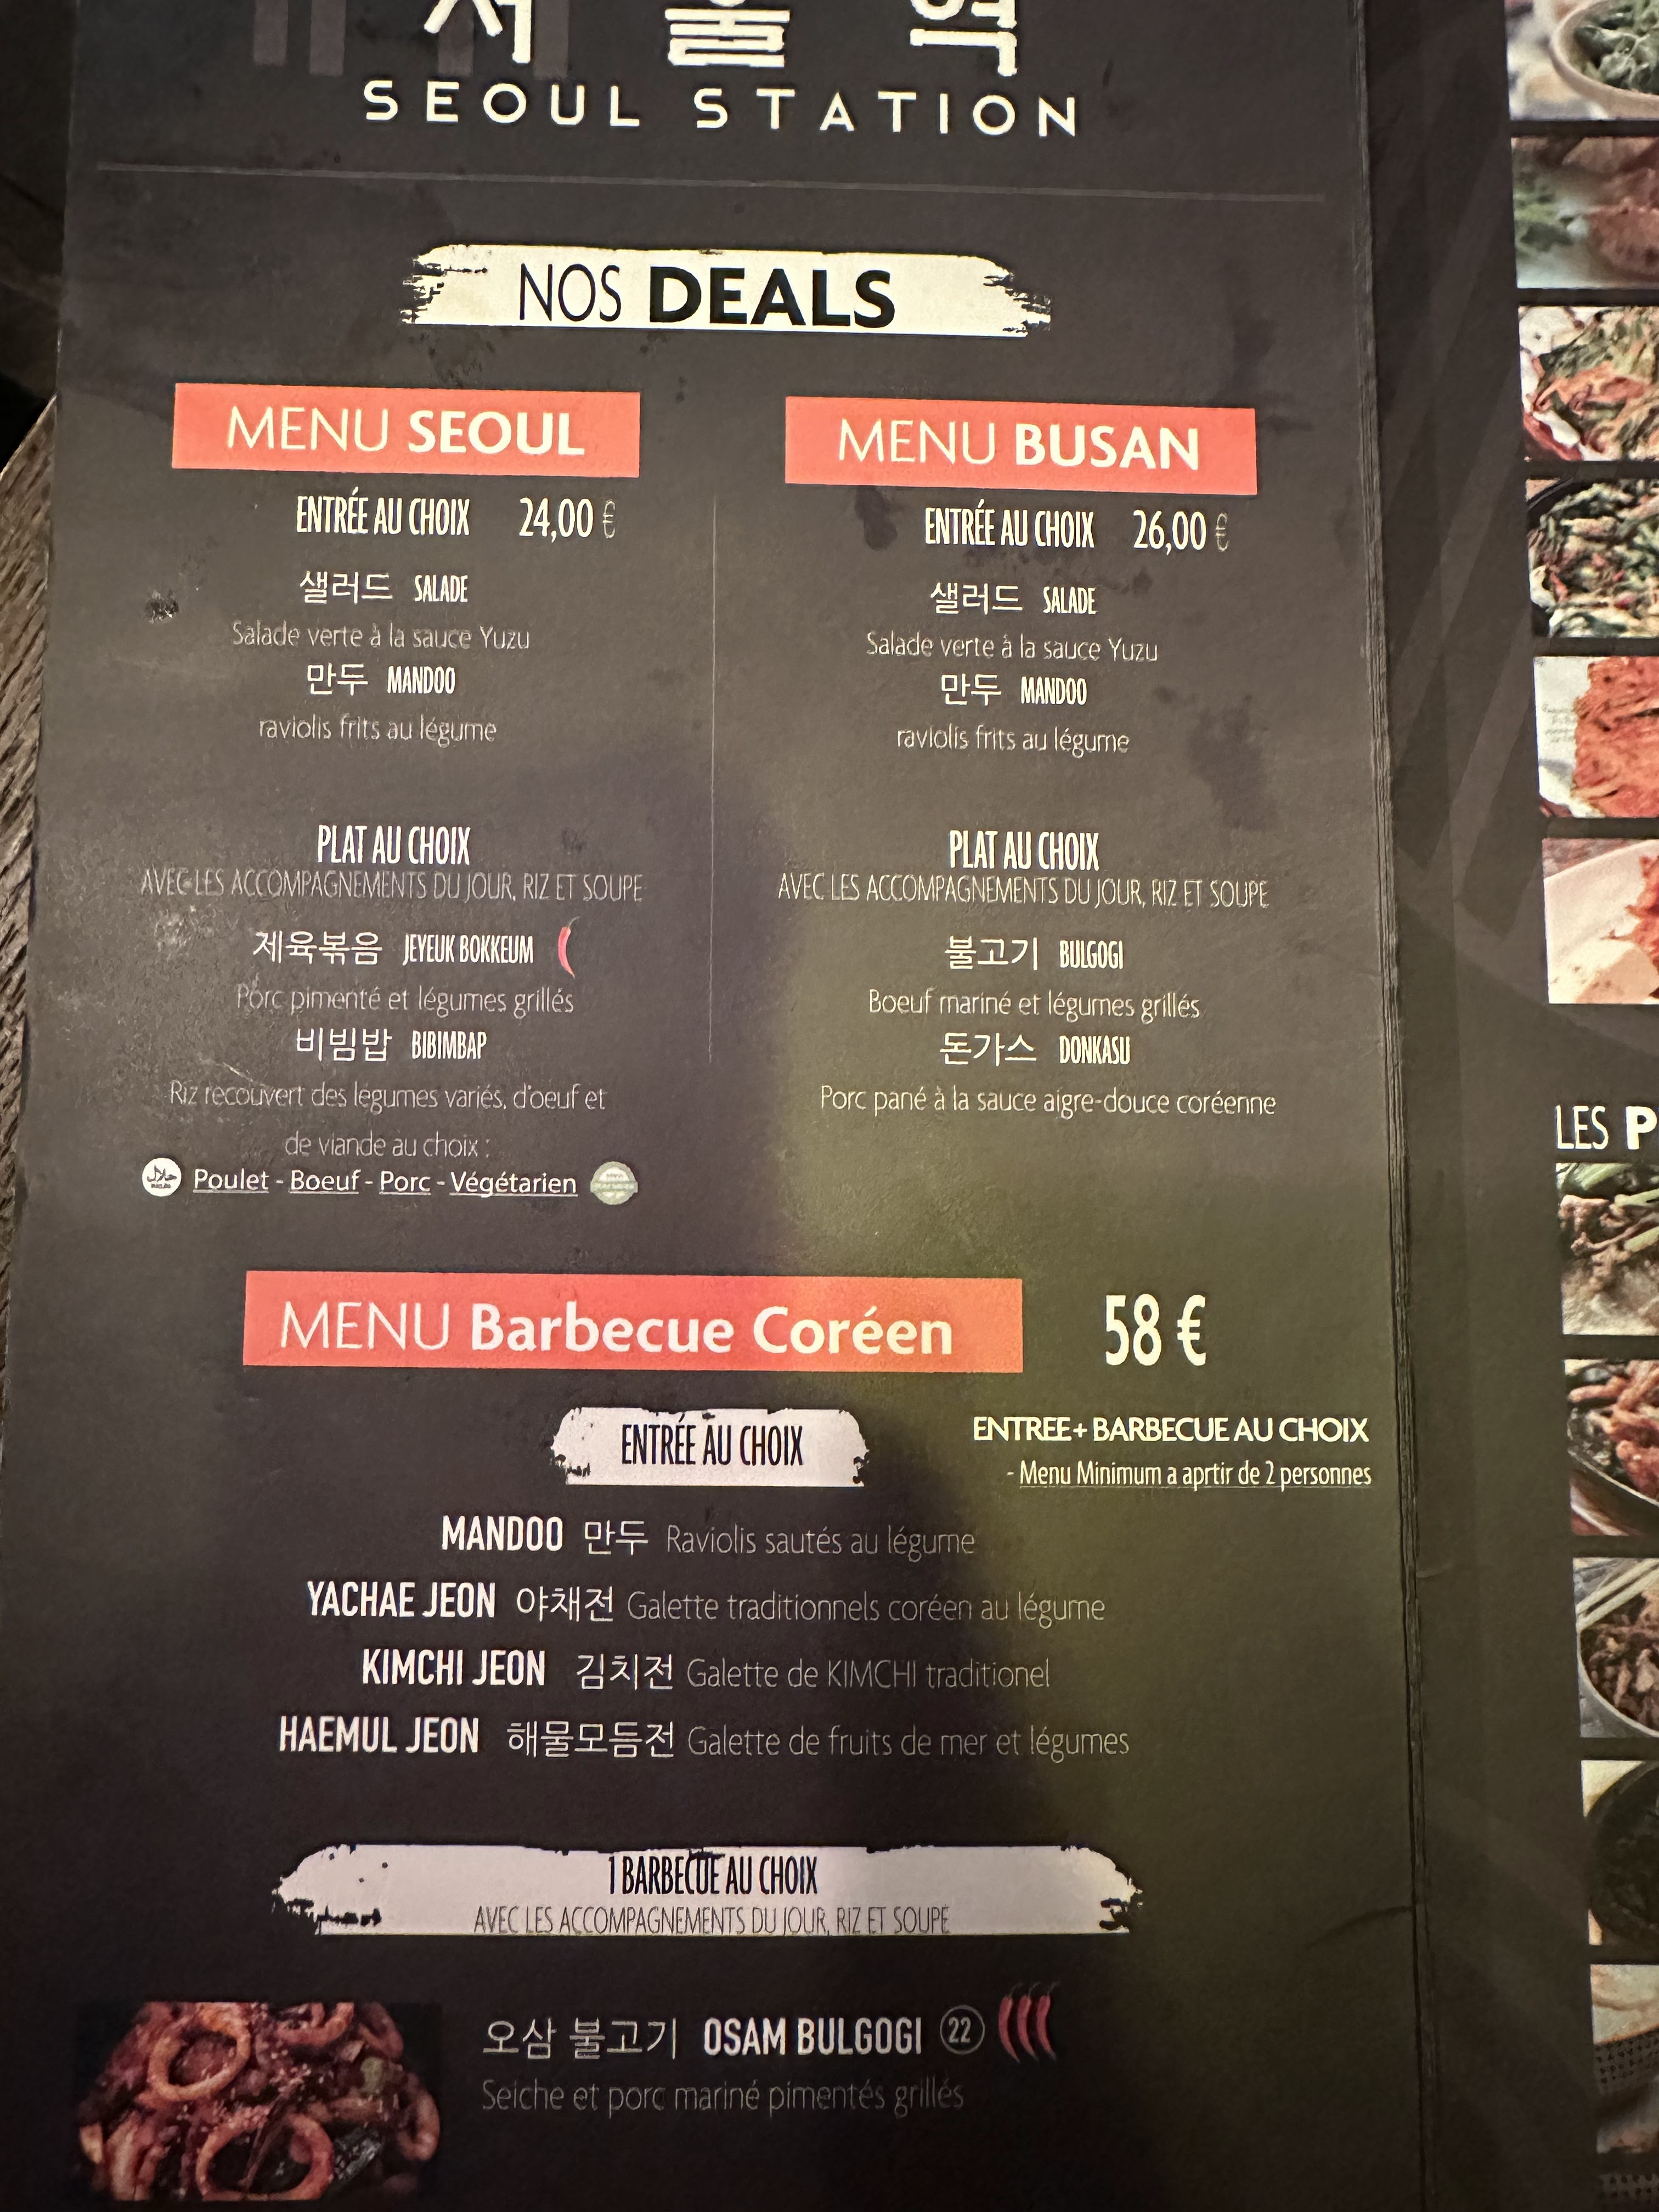 서울역
SEOUL STATION
NOS DEALS
MENU SEOUL
ENTRÉE AU CHOIX 24,00 €
샐러드 SALADE
Salade verte à la sauce Yuzu
만두 MANDOO
raviolis frits au légume
PLAT AU CHOIX
AVEC LES ACCOMPAGNEMENTS DU JOUR, RIZ ET SOUPE
제육볶음 JEYEUK BOKKEUM
Porc pimenté et légumes grillés
비빔밥 BIBIMBAP
Riz recouvert des légumes variés, d'oeuf et
de viande au choix :
Poulet - Boeuf - Porc - Végétarien
MENU BUSAN
ENTRÉE AU CHOIX 26,00 €
샐러드 SALADE
Salade verte à la sauce Yuzu
만두 MANDOO
raviolis frits au légume
PLAT AU CHOIX
AVEC LES ACCOMPAGNEMENTS DU JOUR, RIZ ET SOUPE
불고기 BULGOGI
Boeuf mariné et légumes grillés
돈가스 DONKASU
Porc pané à la sauce aigre-douce coréenne
MENU Barbecue Coréen 58 €
ENTRÉE AU CHOIX
ENTREE+ BARBECUE AU CHOIX
- Menu Minimum a aprtir de 2 personnes
MANDOO 만두 Raviolis sautés au légume
YACHAE JEON 야채전 Galette traditionnels coréen au légume
KIMCHI JEON 김치전 Galette de KIMCHI traditionel
HAEMUL JEON 해물모듬전 Galette de fruits de mer et légumes
1 BARBECUE AU CHOIX
AVEC LES ACCOMPAGNEMENTS DU JOUR, RIZ ET SOUPE
오삼 불고기 OSAM BULGOGI 22
Seiche et porc mariné pimentés grillés
LES P